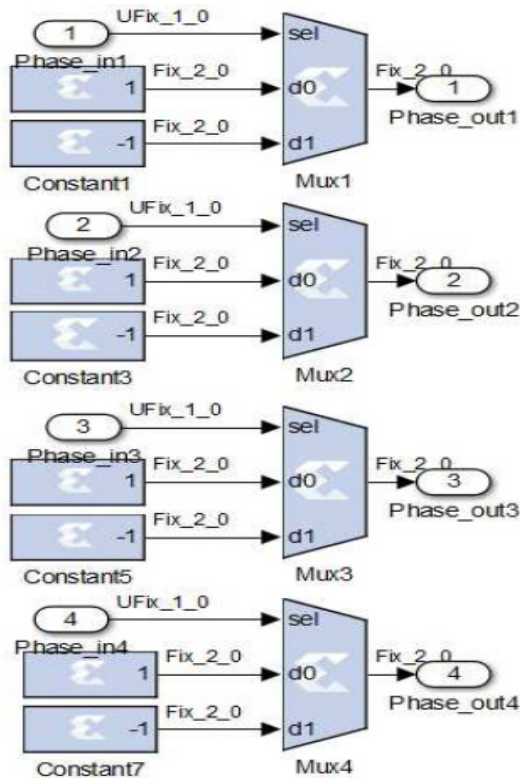 UFix_1_0
1
sel
Phase_in1
Fix_2_0
Fix_2_0
1
d0
1
Phase_out1
Fix_2_0
-1
d1
Constant1
Mux1
UFix_1_0
2
sel
Phase_in2
Fix_2_0
Fix_2_0
1
d0
2
Phase_out2
Fix_2_0
-1
d1
Constant3
Mux2
UFix_1_0
3
sel
Phase_in3
Fix_2_0
Fix_2_0
1
d0
3
Phase_out3
Fix_2_0
-1
d1
Constant5
Mux3
UFix_1_0
4
sel
Phase_in4
Fix_2_0
Fix_2_0
1
d0
4
Phase_out4
Fix_2_0
-1
d1
Constant7
Mux4